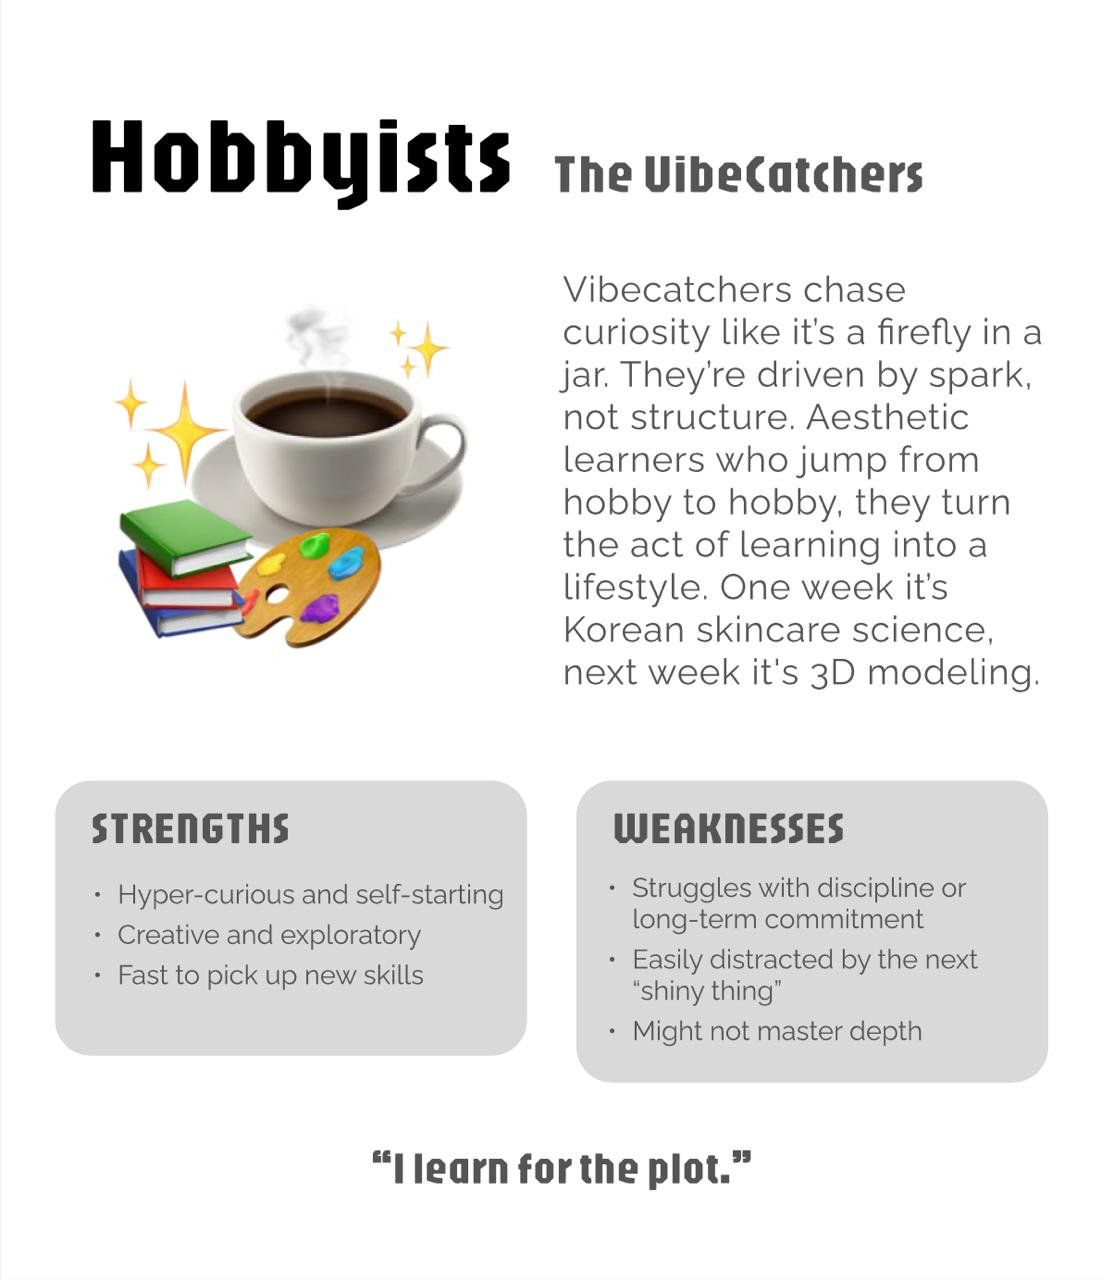 Hobbyists The VibeCatchers
Vibecatchers chase
curiosity like it’s a firefly in a
jar. They’re driven by spark,
not structure. Aesthetic
learners who jump from
hobby to hobby, they turn
the act of learning into a
lifestyle. One week it’s
Korean skincare science,
next week it's 3D modeling.
STRENGTHS
• Hyper-curious and self-starting
• Creative and exploratory
• Fast to pick up new skills
WEAKNESSES
• Struggles with discipline or
long-term commitment
• Easily distracted by the next
“shiny thing”
• Might not master depth
“I learn for the plot.”